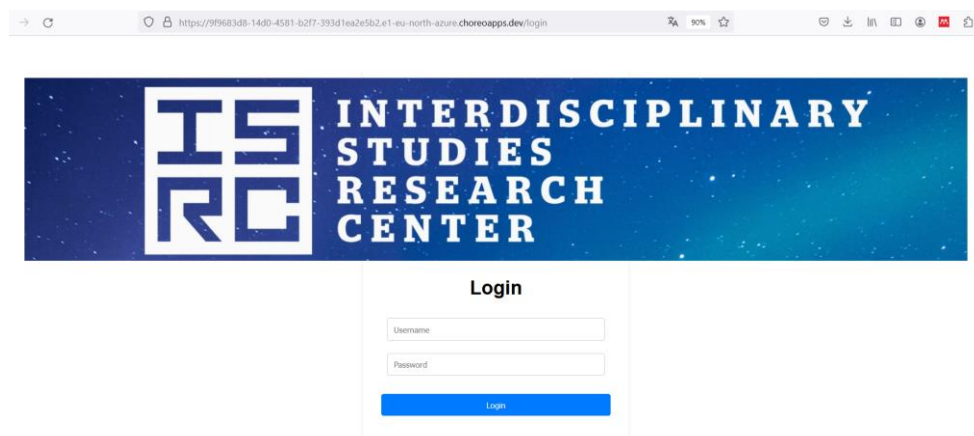 https://9f9683d8-14d0-4581-b2f7-393d1ea2e5b2.e1-eu-north-azure.choreoapps.dev/login
90%
IS
RC
INTERDISCIPLINARY
STUDIES
RESEARCH
CENTER
Login
Username
Password
Login